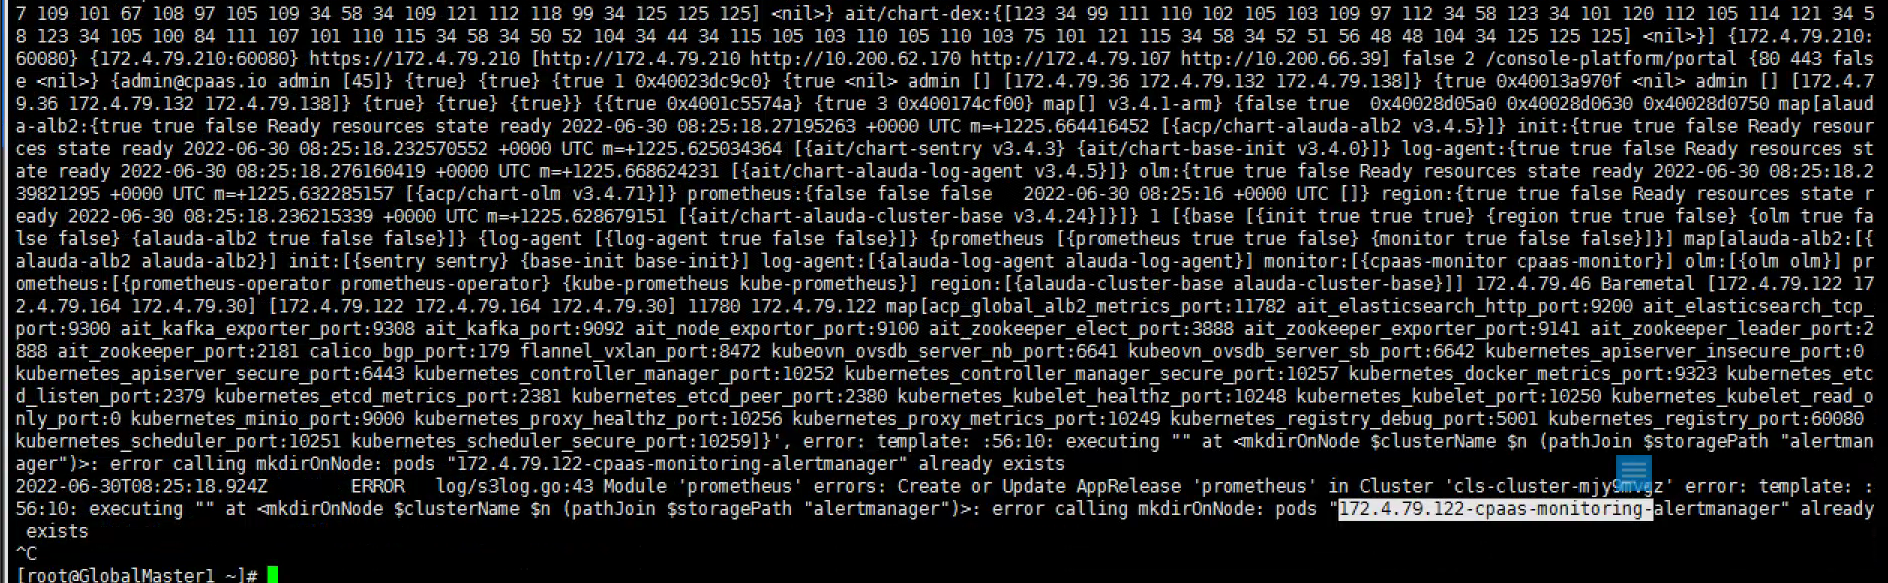 7 109 101 67 108 97 105 109 34 58 34 109 121 112 118 99 34 125 125 125] <nil>} ait/chart-dex:{[123 34 99 111 110 102 105 103 109 97 112 34 58 123 34 101 120 112 105 114 121 34 5
8 123 34 105 100 84 111 107 101 110 115 34 58 34 50 52 104 34 44 34 115 105 103 110 105 110 103 75 101 121 115 34 58 34 52 51 56 48 48 104 34 125 125 125] <nil>}] {172.4.79.210:
60080} {172.4.79.210:60080} https://172.4.79.210 [http://172.4.79.210 http://10.200.62.170 http://172.4.79.107 http://10.200.66.39] false 2 /console-platform/portal {80 443 fals
e <nil>} {admin@cpaas.io admin [45]} {true} {true} {true 1 0x40023dc9c0} {true <nil> admin [] [172.4.79.36 172.4.79.132 172.4.79.138]} {true 0x40013a970f <nil> admin [] [172.4.7
9.36 172.4.79.132 172.4.79.138]} {true} {true} {true}} {{true 0x4001c5574a} {true 3 0x400174cf00} map[] v3.4.1-arm} {false true  0x40028d05a0 0x40028d0630 0x40028d0750 map[alaud
a-alb2:{true true false Ready resources state ready 2022-06-30 08:25:18.27195263 +0000 UTC m=+1225.664416452 [{acp/chart-alauda-alb2 v3.4.5}]} init:{true true false Ready resour
ces state ready 2022-06-30 08:25:18.232570552 +0000 UTC m=+1225.625034364 [{ait/chart-sentry v3.4.3} {ait/chart-base-init v3.4.0}]} log-agent:{true true false Ready resources st
ate ready 2022-06-30 08:25:18.276160419 +0000 UTC m=+1225.668624231 [{ait/chart-alauda-log-agent v3.4.5}]} olm:{true true false Ready resources state ready 2022-06-30 08:25:18.2
39821295 +0000 UTC m=+1225.632285157 [{acp/chart-olm v3.4.71}]} prometheus:{false false false   2022-06-30 08:25:16 +0000 UTC []} region:{true true false Ready resources state r
eady 2022-06-30 08:25:18.236215339 +0000 UTC m=+1225.628679151 [{ait/chart-alauda-cluster-base v3.4.24}]}]} 1 [{base [{init true true true} {region true true false} {olm true fa
lse false} {alauda-alb2 true false false}]} {log-agent [{log-agent true false false}]} {prometheus [{prometheus true true false} {monitor true false false}]}] map[alauda-alb2:[{
alauda-alb2 alauda-alb2}] init:[{sentry sentry} {base-init base-init}] log-agent:[{alauda-log-agent alauda-log-agent}] monitor:[{cpaas-monitor cpaas-monitor}] olm:[{olm olm}] pr
ometheus:[{prometheus-operator prometheus-operator} {kube-prometheus kube-prometheus}] region:[{alauda-cluster-base alauda-cluster-base}]] 172.4.79.46 Baremetal [172.4.79.122 17
2.4.79.164 172.4.79.30] [172.4.79.122 172.4.79.164 172.4.79.30] 11780 172.4.79.122 map[acp_global_alb2_metrics_port:11782 ait_elasticsearch_http_port:9200 ait_elasticsearch_tcp_
port:9300 ait_kafka_exporter_port:9308 ait_kafka_port:9092 ait_node_exportor_port:9100 ait_zookeeper_elect_port:3888 ait_zookeeper_exporter_port:9141 ait_zookeeper_leader_port:2
888 ait_zookeeper_port:2181 calico_bgp_port:179 flannel_vxlan_port:8472 kubeovn_ovsdb_server_nb_port:6641 kubeovn_ovsdb_server_sb_port:6642 kubernetes_apiserver_insecure_port:0
kubernetes_apiserver_secure_port:6443 kubernetes_controller_manager_port:10252 kubernetes_controller_manager_secure_port:10257 kubernetes_docker_metrics_port:9323 kubernetes_etc
d_listen_port:2379 kubernetes_etcd_metrics_port:2381 kubernetes_etcd_peer_port:2380 kubernetes_kubelet_healthz_port:10248 kubernetes_kubelet_port:10250 kubernetes_kubelet_read_o
nly_port:0 kubernetes_minio_port:9000 kubernetes_proxy_healthz_port:10256 kubernetes_proxy_metrics_port:10249 kubernetes_registry_debug_port:5001 kubernetes_registry_port:60080
kubernetes_scheduler_port:10251 kubernetes_scheduler_secure_port:10259]}', error: template: :56:10: executing "" at <mkdirOnNode $clusterName $n (pathJoin $storagePath "alertman
ager")>: error calling mkdirOnNode: pods "172.4.79.122-cpaas-monitoring-alertmanager" already exists
2022-06-30T08:25:18.924Z        ERROR   log/s3log.go:43 Module 'prometheus' errors: Create or Update AppRelease 'prometheus' in Cluster 'cls-cluster-mjy9mvgz' error: template: :
56:10: executing "" at <mkdirOnNode $clusterName $n (pathJoin $storagePath "alertmanager")>: error calling mkdirOnNode: pods "172.4.79.122-cpaas-monitoring-alertmanager" already
 exists
^C
[root@GlobalMaster1 ~]#